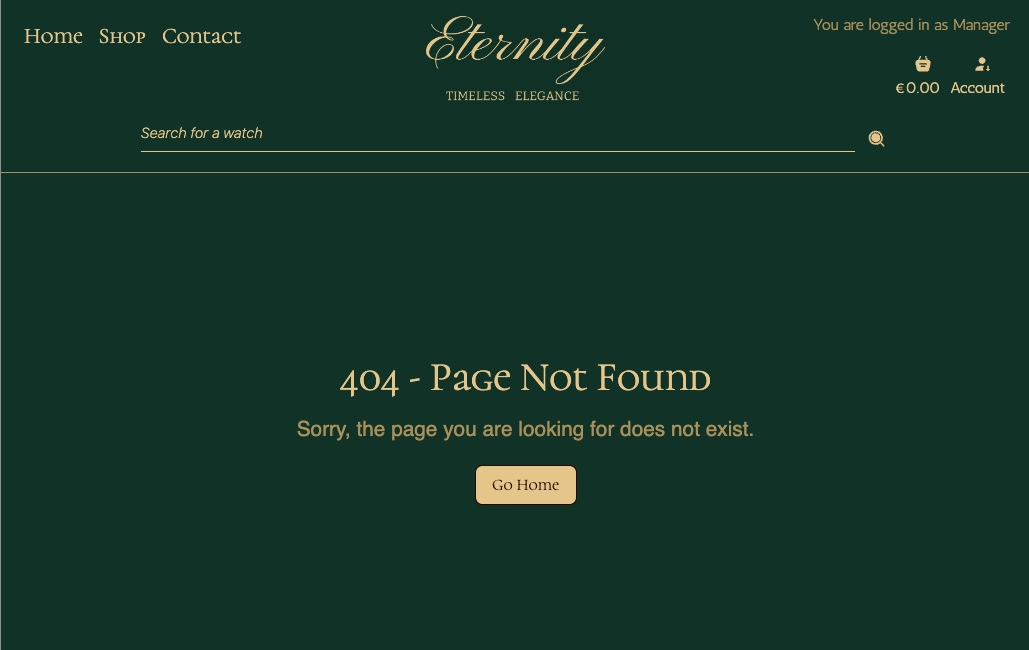 Home Shop Contact
Eternity
TIMELESS ELEGANCE
You are logged in as Manager
€0.00 Account
Search for a watch
404 - Page Not Found
Sorry, the page you are looking for does not exist.
Go Home